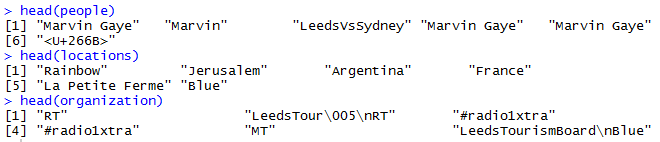 > head(people)
[1] "Marvin Gaye" "Marvin" "LeedsVsSydney" "Marvin Gaye" "Marvin Gaye"
[6] "<U+266B>"
> head(locations)
[1] "Rainbow" "Jerusalem" "Argentina" "France"
[5] "La Petite Ferme" "Blue"
> head(organization)
[1] "RT" "LeedsTour\005\nRT" "#radio1xtra"
[4] "#radio1xtra" "MT" "LeedsTourismBoard\nBlue"